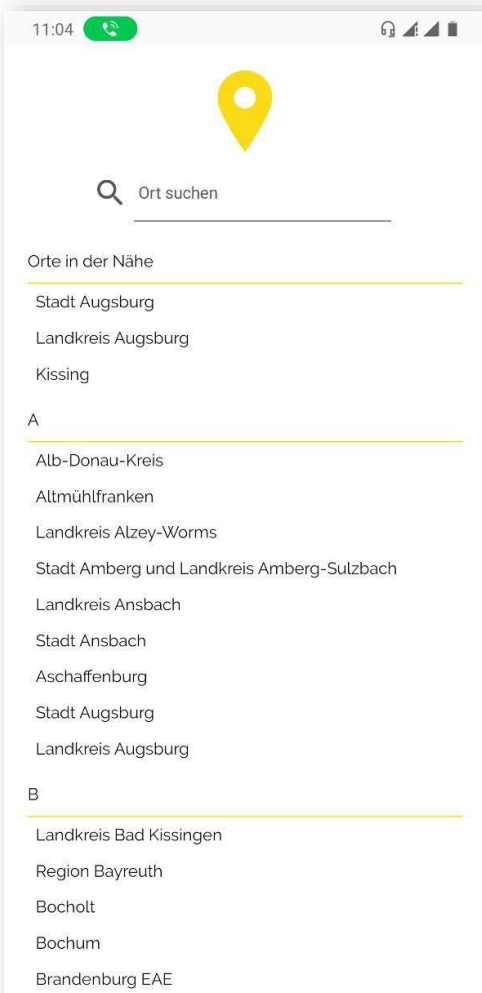 11:04
Ort suchen
Orte in der Nähe
Stadt Augsburg
Landkreis Augsburg
Kissing
A
Alb-Donau-Kreis
Altmühlfranken
Landkreis Alzey-Worms
Stadt Amberg und Landkreis Amberg-Sulzbach
Landkreis Ansbach
Stadt Ansbach
Aschaffenburg
Stadt Augsburg
Landkreis Augsburg
B
Landkreis Bad Kissingen
Region Bayreuth
Bocholt
Bochum
Brandenburg EAE